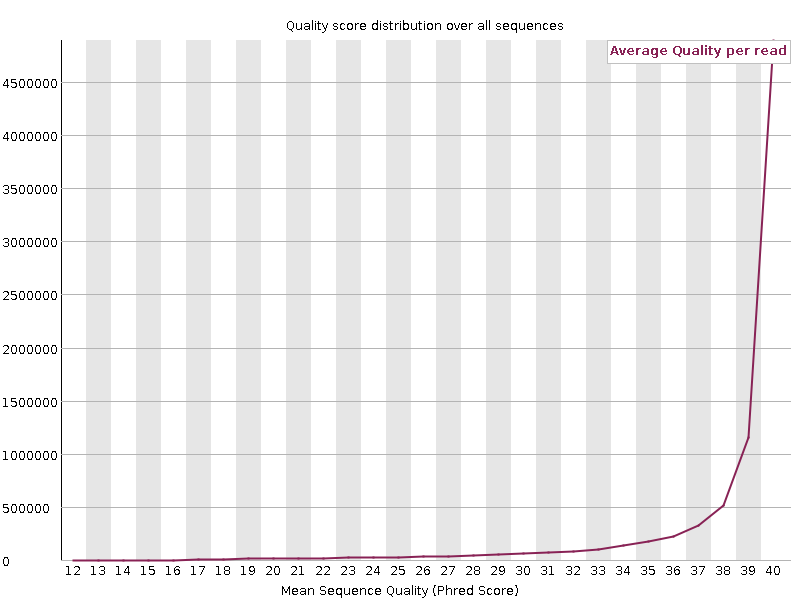 Quality score distribution over all sequences
Average Quality per read
4500000
4000000
3500000
3000000
2500000
2000000
1500000
1000000
500000
0
12 13 14 15 16 17 18 19 20 21 22 23 24 25 26 27 28 29 30 31 32 33 34 35 36 37 38 39 40
Mean Sequence Quality (Phred Score)